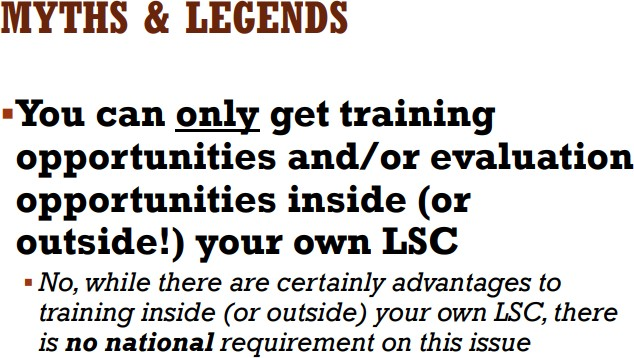 MYTHS & LEGENDS
▪You can only get training
opportunities and/or evaluation
opportunities inside (or
outside!) your own LSC
▪ No, while there are certainly advantages to
training inside (or outside) your own LSC, there
is no national requirement on this issue